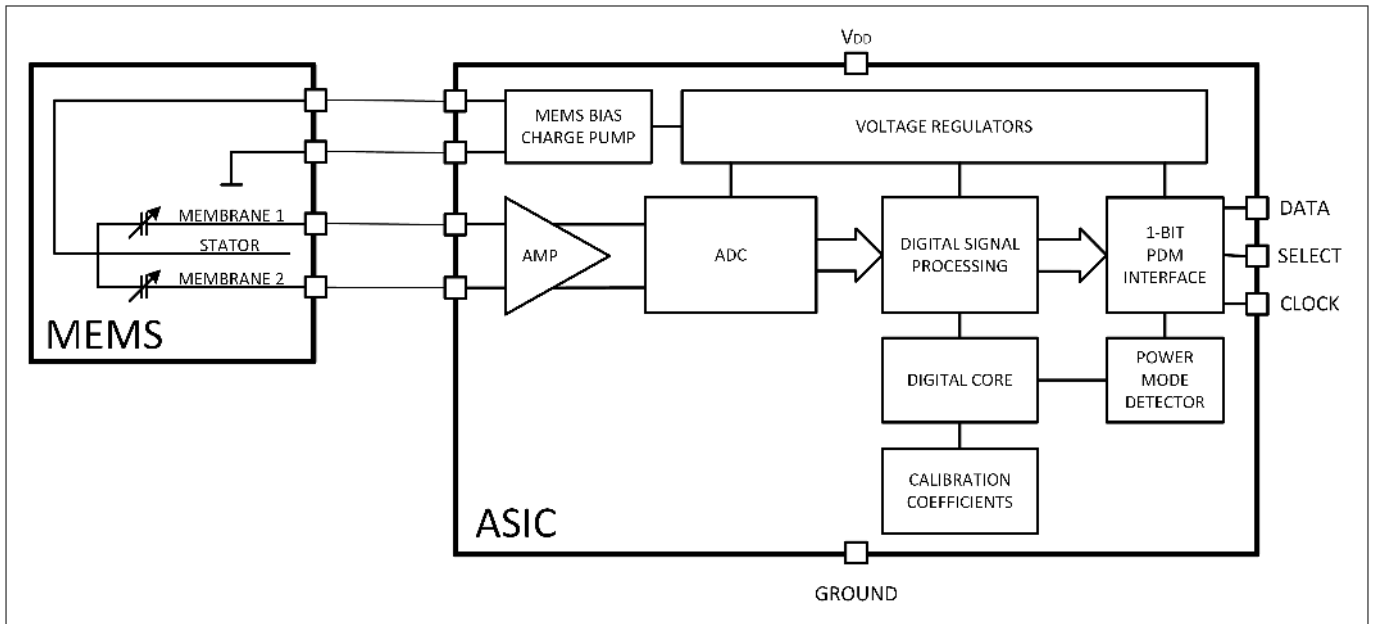 VDD
MEMS BIAS
CHARGE PUMP
VOLTAGE REGULATORS
MEMBRANE 1
STATOR
MEMBRANE 2
MEMS
AMP
ADC
DIGITAL SIGNAL
PROCESSING
1-BIT
PDM
INTERFACE
DATA
SELECT
CLOCK
DIGITAL CORE
POWER
MODE
DETECTOR
CALIBRATION
COEFFICIENTS
ASIC
GROUND